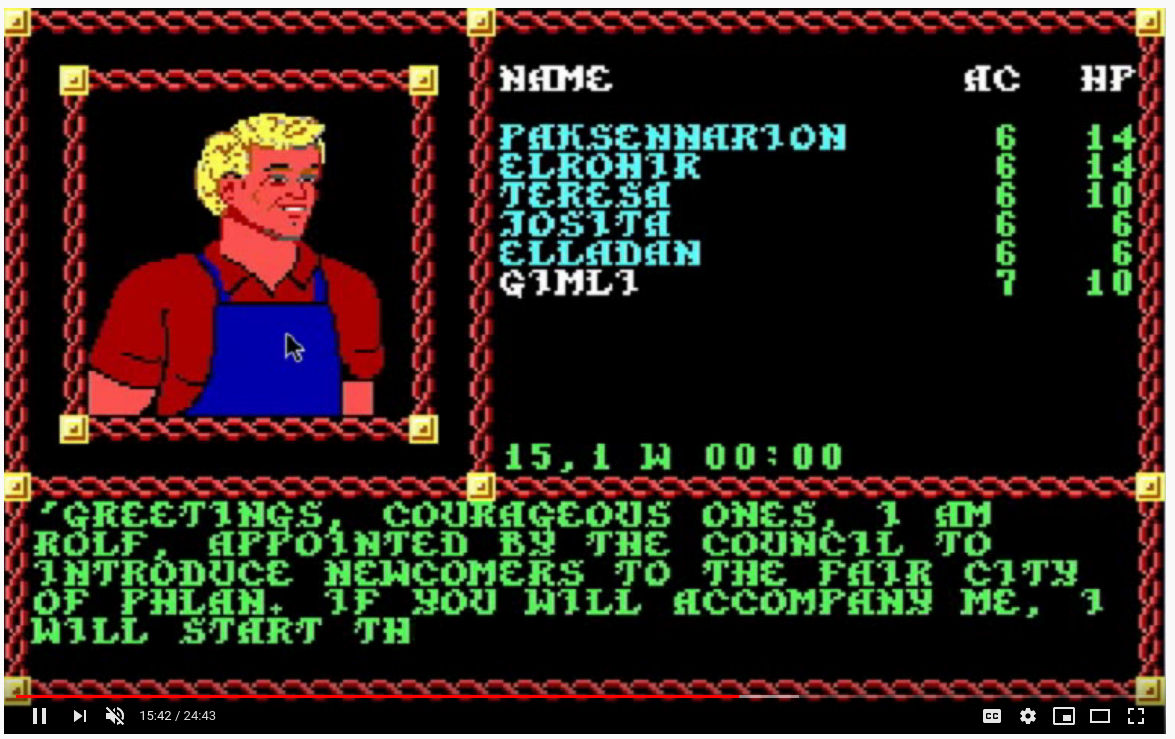 NAME AC HP
PAKSENNARION 6 14
ELROHIR 6 14
TERESA 6 10
JOSITA 6 6
ELLADAN 6 6
GIMLI 7 10
15,1 W 00:00
'GREETINGS, COURAGEOUS ONES, I AM
ROLF, APPOINTED BY THE COUNCIL TO
INTRODUCE NEWCOMERS TO THE FAIR CITY
OF PHLAN. IF YOU WILL ACCOMPANY ME, I
WILL START TH
15:42 / 24:43
CC